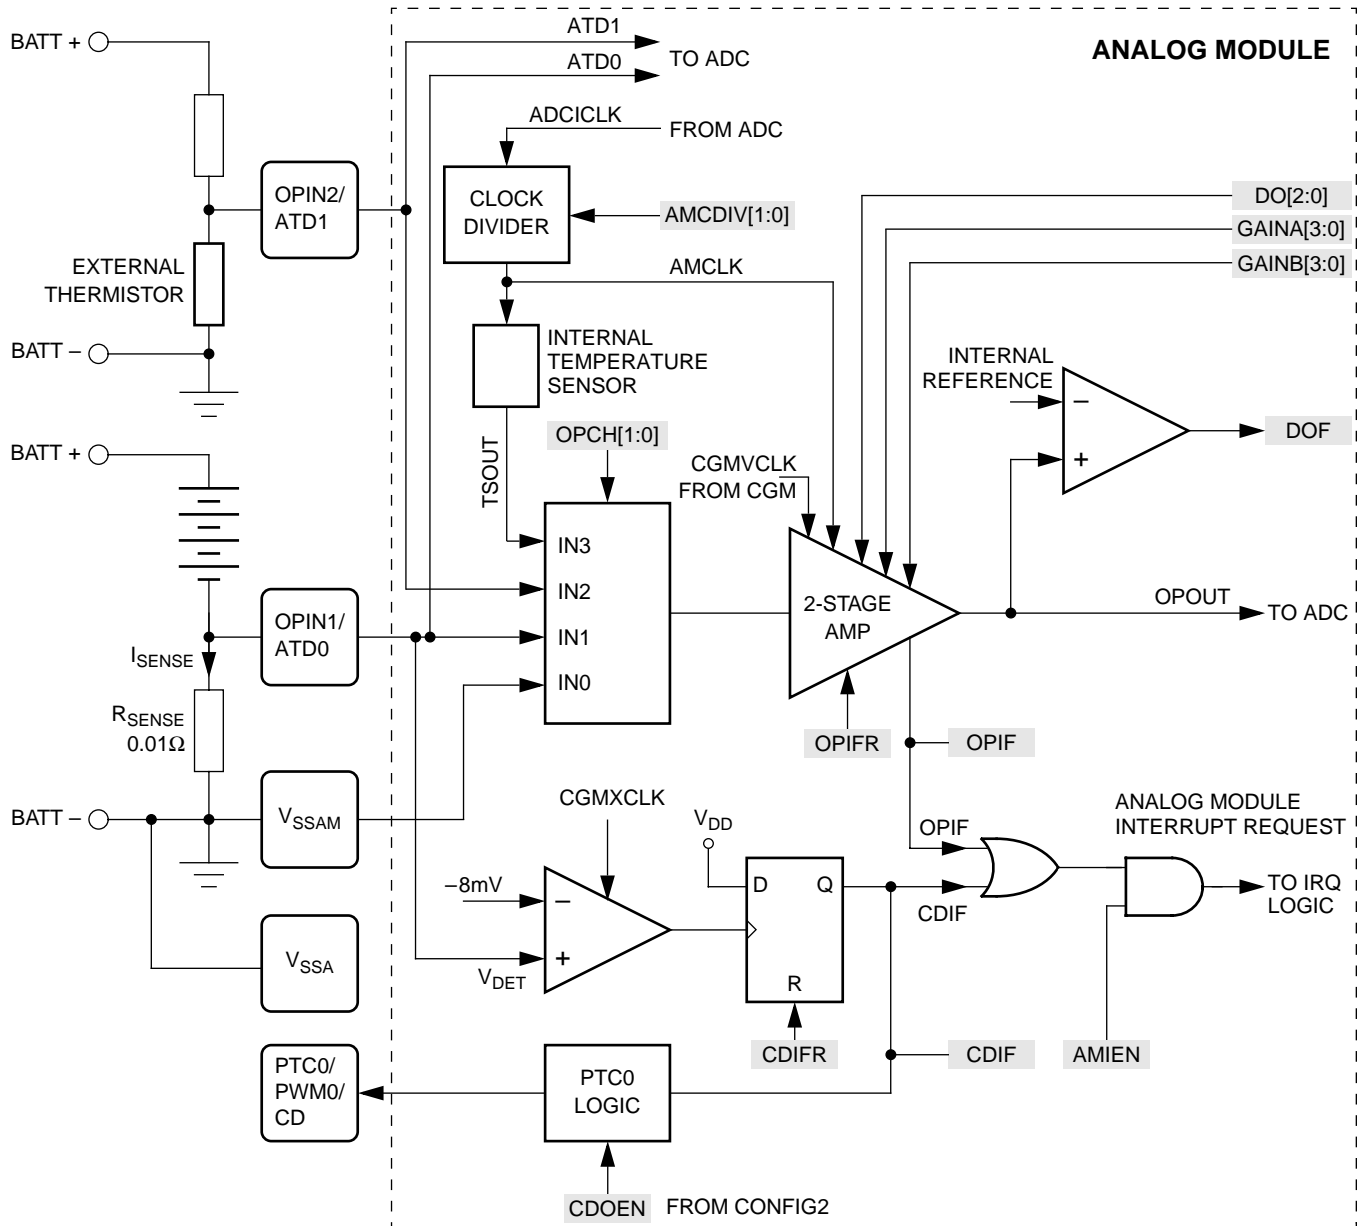 BATT +
ATD1
ATD0
TO ADC
ANALOG MODULE
ADCICLK
FROM ADC
OPIN2/
ATD1
CLOCK
DIVIDER
AMCDIV[1:0]
DO[2:0]
GAINA[3:0]
GAINB[3:0]
EXTERNAL
THERMISTOR
AMCLK
BATT –
INTERNAL
TEMPERATURE
SENSOR
INTERNAL
REFERENCE
–
+
DOF
BATT +
TSOUT
OPCH[1:0]
CGMVCLK
FROM CGM
IN3
IN2
IN1
IN0
2-STAGE
AMP
OPOUT
TO ADC
OPIN1/
ATD0
ISENSE
RSENSE
0.01Ω
OPIFR
OPIF
BATT –
VSSAM
CGMXCLK
VDD
OPIF
CDIF
ANALOG MODULE
INTERRUPT REQUEST
TO IRQ
LOGIC
–8mV
–
+
VDET
D
Q
R
VSSA
CDIFR
CDIF
AMIEN
PTC0/
PWM0/
CD
PTC0
LOGIC
CDOEN
FROM CONFIG2